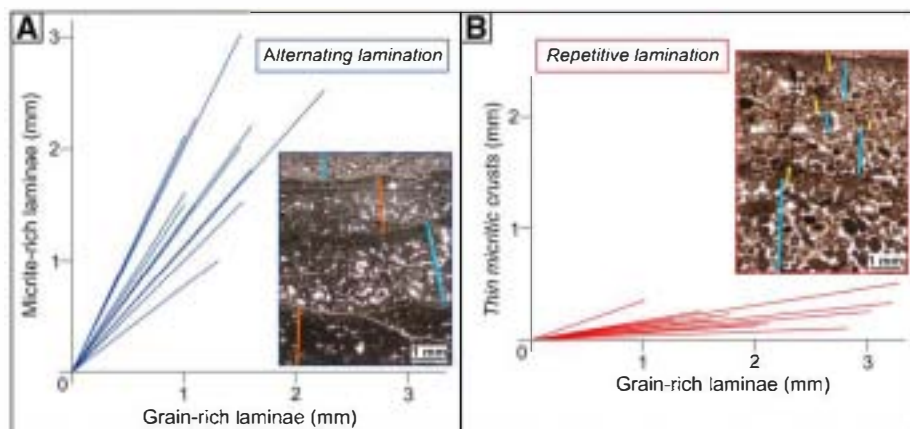 A
Alternating lamination
3
2
1
0
1
2
3
Micrite-rich laminae (mm)
Grain-rich laminae (mm)
1 mm
B
Repetitive lamination
2
1
0
1
2
3
Thin micritic crusts (mm)
Grain-rich laminae (mm)
1 mm